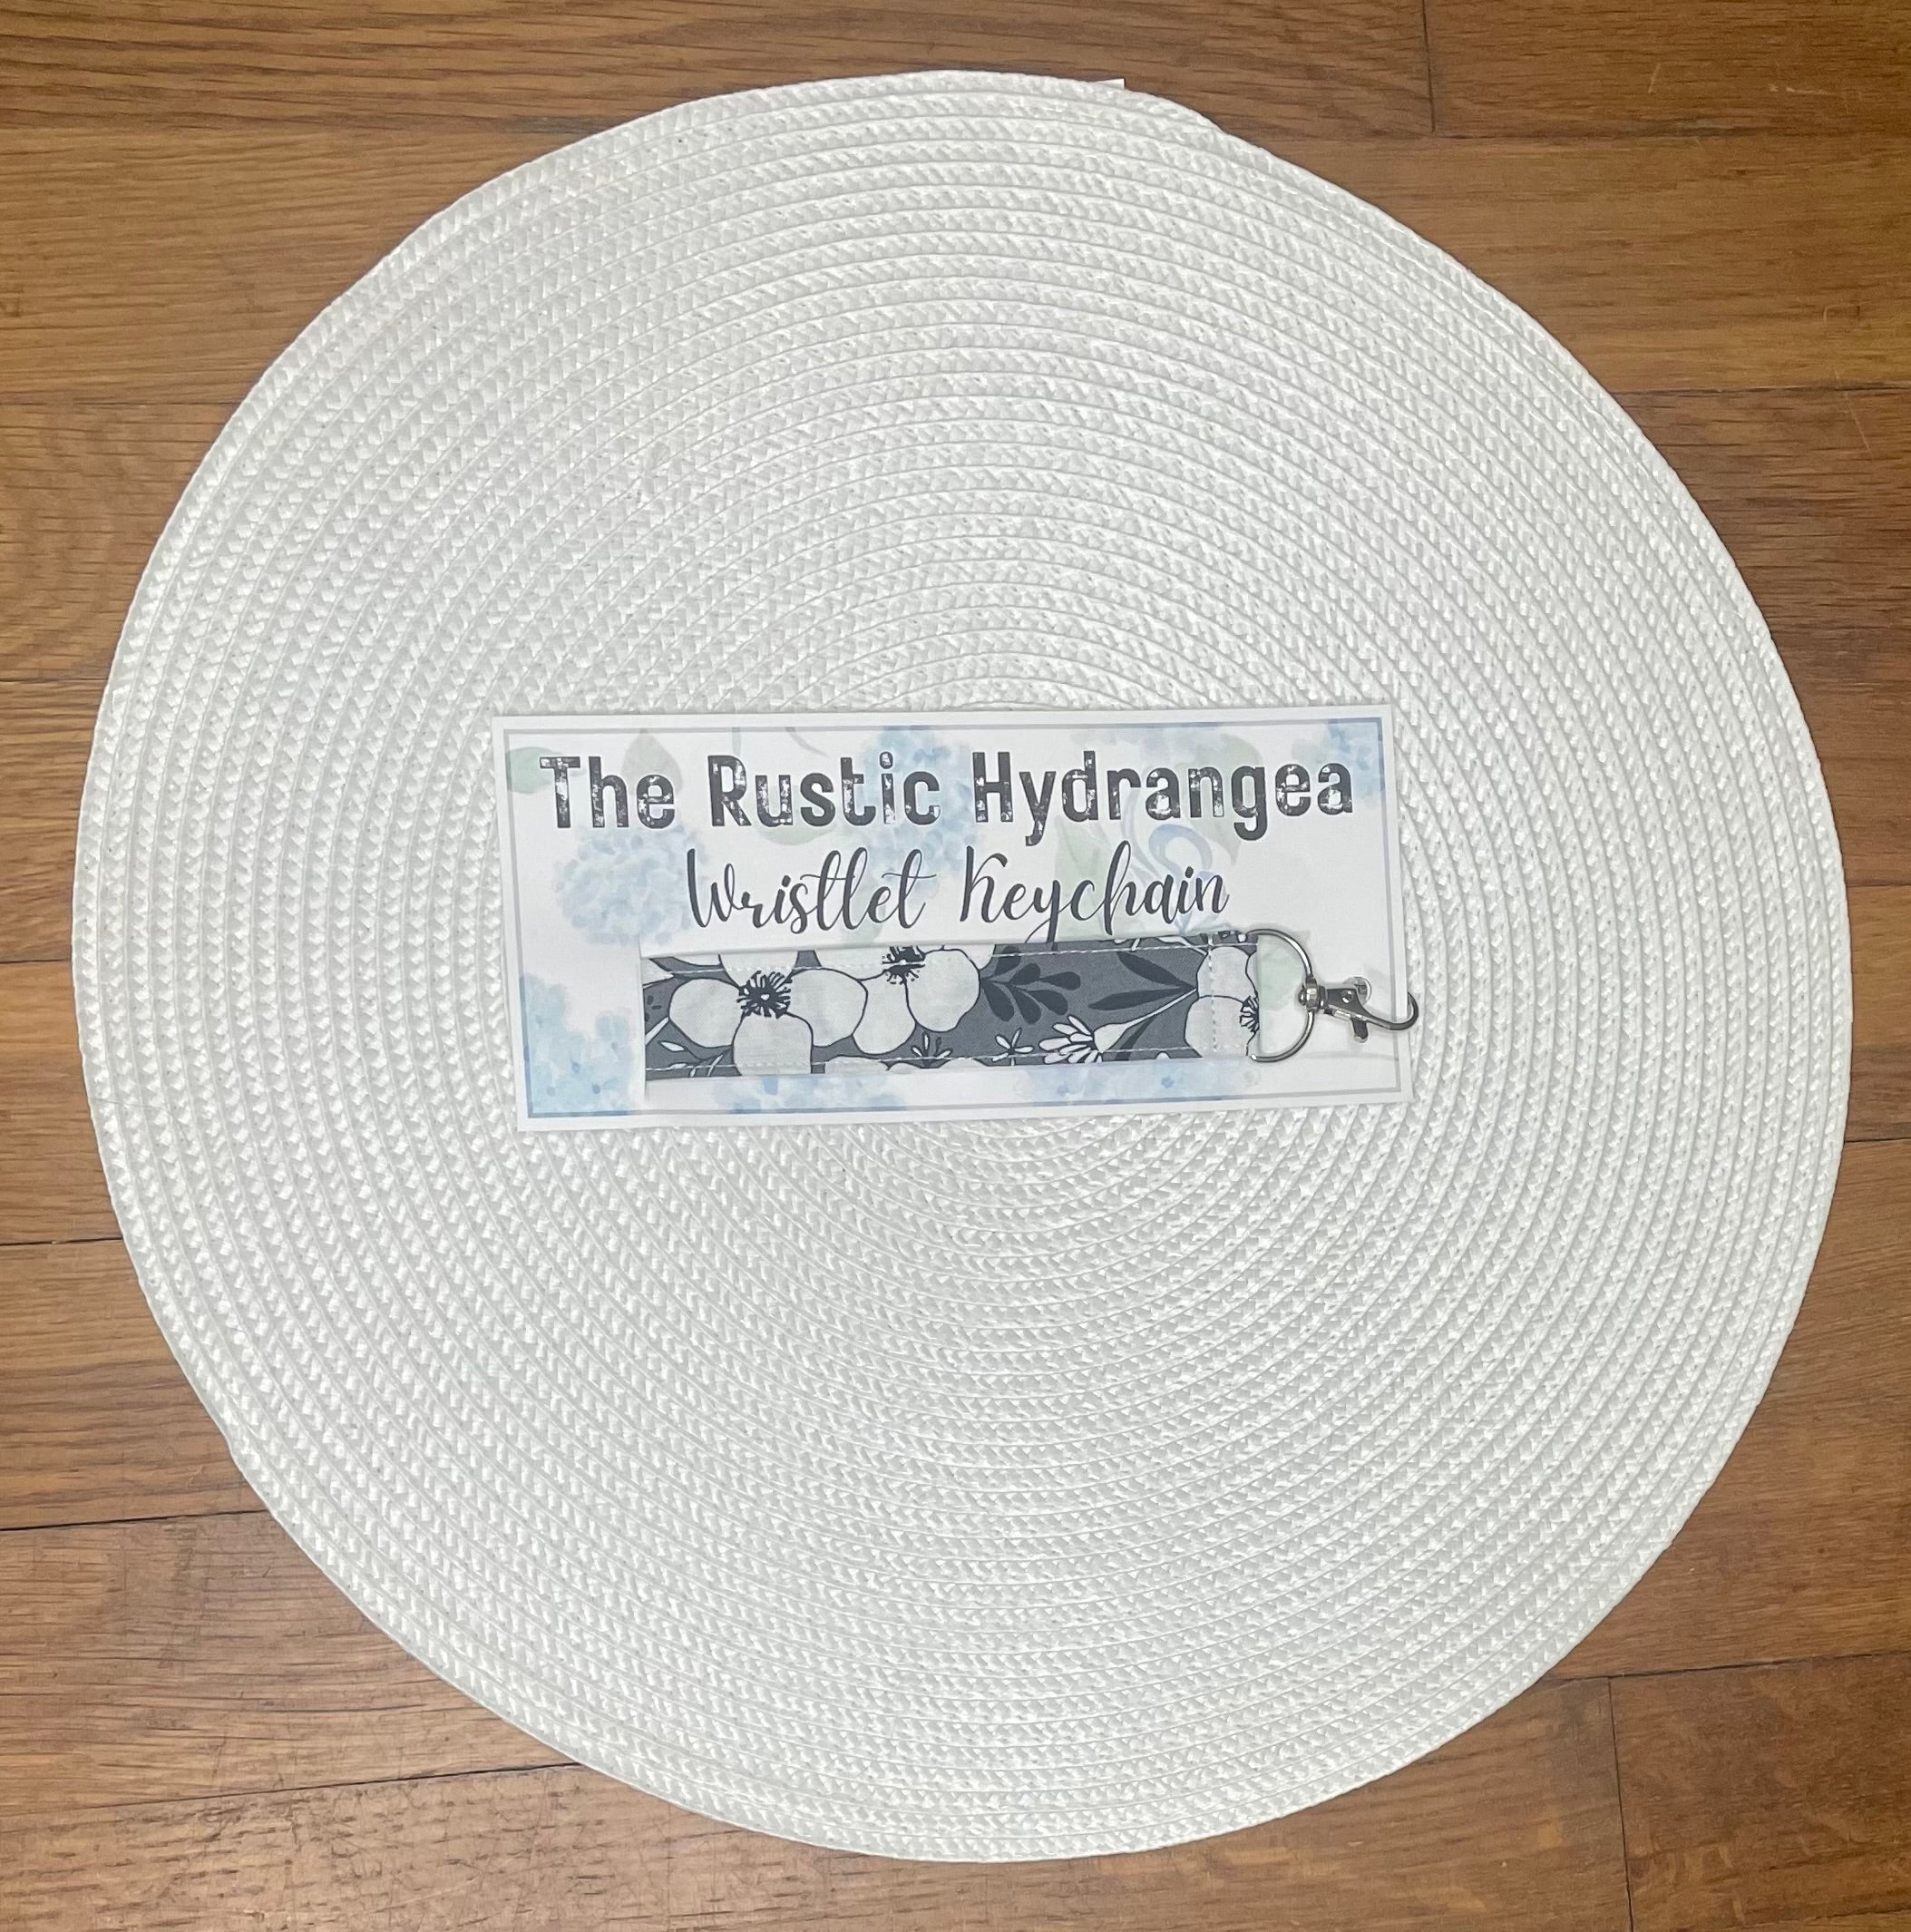 The Rustic Hydrangea
Wristlet Keychain